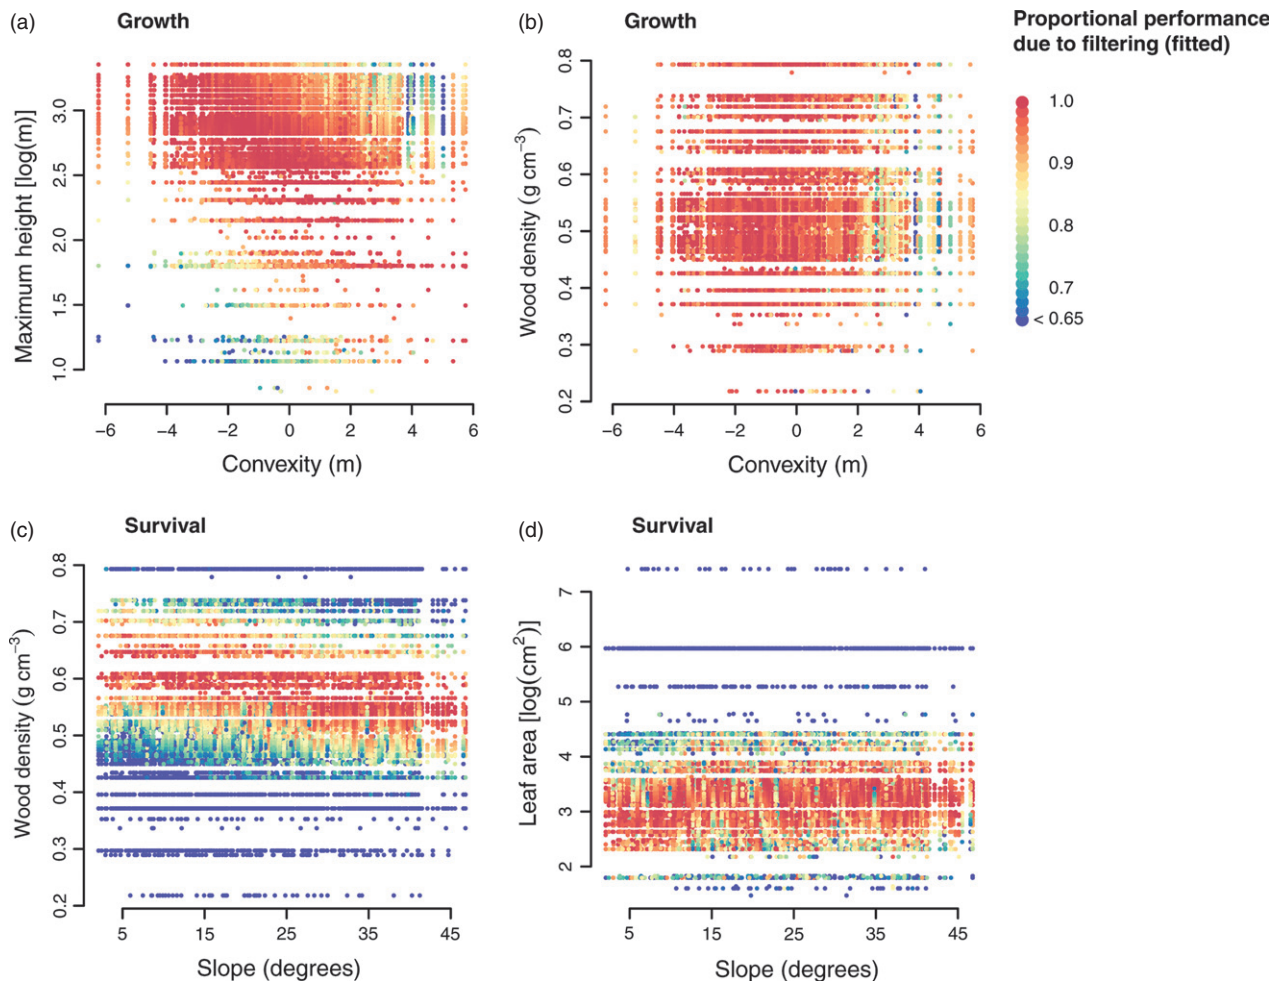 (a) Growth
Maximum height [log(m)]
3.0
2.5
2.0
1.5
1.0
−6 −4 −2 0 2 4 6
Convexity (m)
(b) Growth
Wood density (g cm−3)
0.8
0.7
0.6
0.5
0.4
0.3
0.2
−6 −4 −2 0 2 4 6
Convexity (m)
Proportional performance
due to filtering (fitted)
1.0
0.9
0.8
0.7
< 0.65
(c) Survival
Wood density (g cm−3)
0.8
0.7
0.6
0.5
0.4
0.3
0.2
5 15 25 35 45
Slope (degrees)
(d) Survival
Leaf area [log(cm2)]
7
6
5
4
3
2
5 15 25 35 45
Slope (degrees)